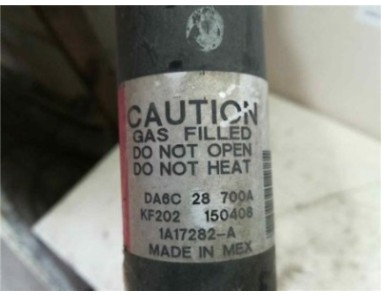 CAUTION
GAS FILLED
DO NOT OPEN
DO NOT HEAT
DA6C 28 700A
KF202 150408
1A17282-A
MADE IN MEX